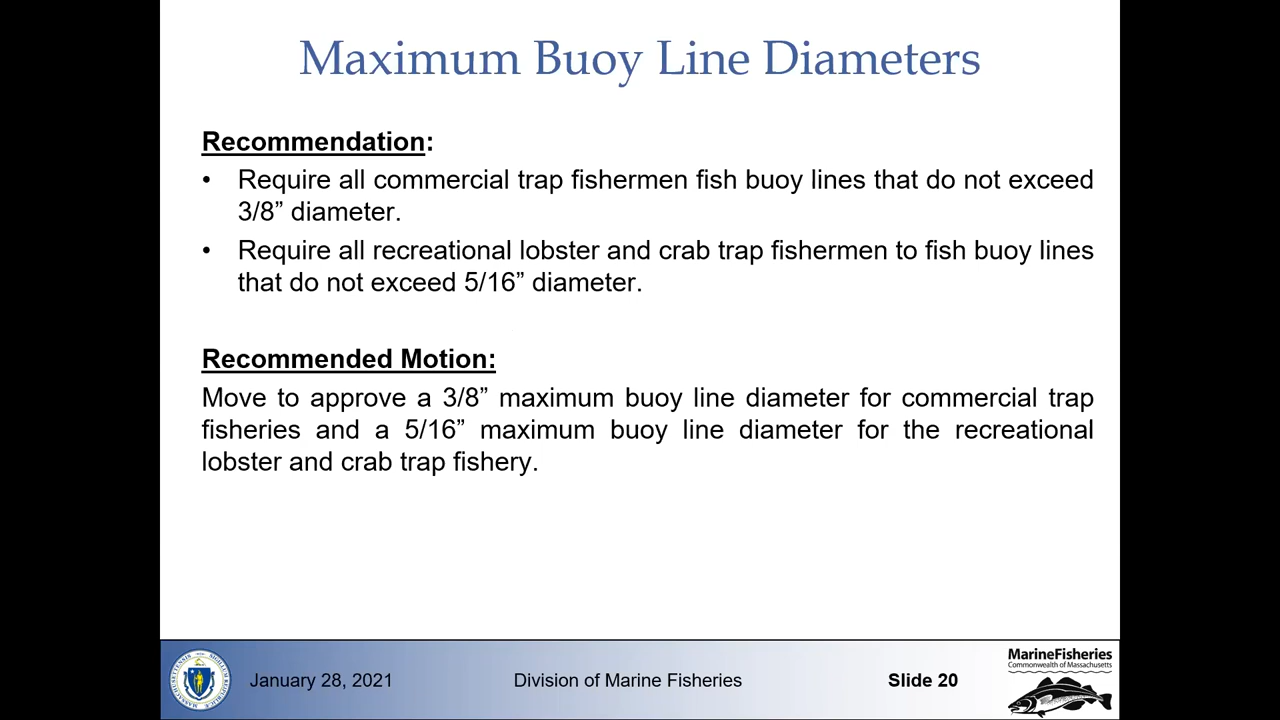 Maximum Buoy Line Diameters
Recommendation:
• Require all commercial trap fishermen fish buoy lines that do not exceed
3/8” diameter.
• Require all recreational lobster and crab trap fishermen to fish buoy lines
that do not exceed 5/16” diameter.
Recommended Motion:
Move to approve a 3/8” maximum buoy line diameter for commercial trap
fisheries and a 5/16” maximum buoy line diameter for the recreational
lobster and crab trap fishery.
January 28, 2021
Division of Marine Fisheries
Slide 20
MarineFisheries
Commonwealth of Massachusetts